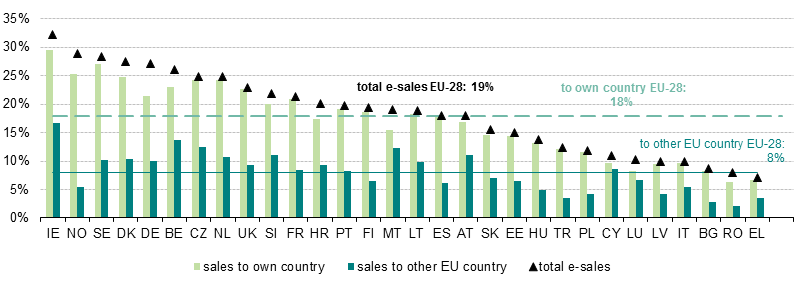 35%
30%
25%
20%
15%
10%
5%
0%
total e-sales EU-28: 19%
to own country EU-28:
18%
to other EU country EU-28:
8%
IE NO SE DK DE BE CZ NL UK SI FR HR PT FI MT LT ES AT SK EE HU TR PL CY LU LV IT BG RO EL
sales to own country sales to other EU country total e-sales